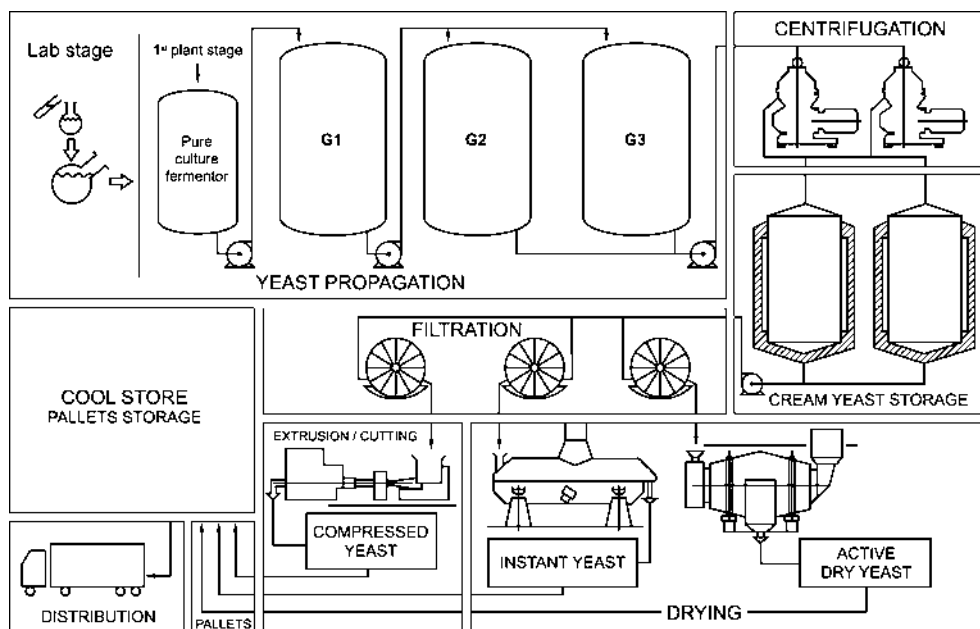 Lab stage
1st plant stage
Pure
culture
fermentor
G1
G2
G3
YEAST PROPAGATION
CENTRIFUGATION
CREAM YEAST STORAGE
FILTRATION
COOL STORE
PALLETS STORAGE
EXTRUSION / CUTTING
COMPRESSED
YEAST
INSTANT YEAST
ACTIVE
DRY YEAST
DRYING
DISTRIBUTION
PALLETS